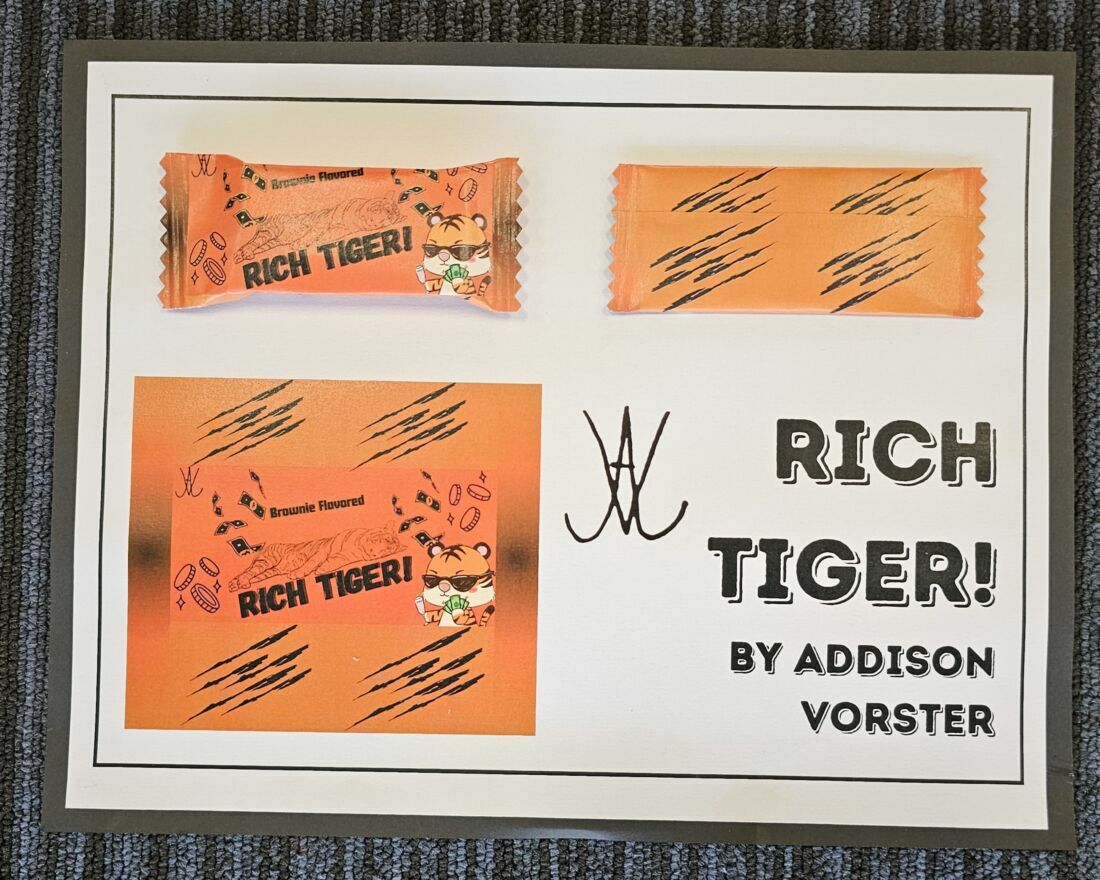 Brownie Flavored
RICH TIGER!
Brownie Flavored
RICH TIGER!
RICH
TIGER!
BY ADDISON
VORSTER